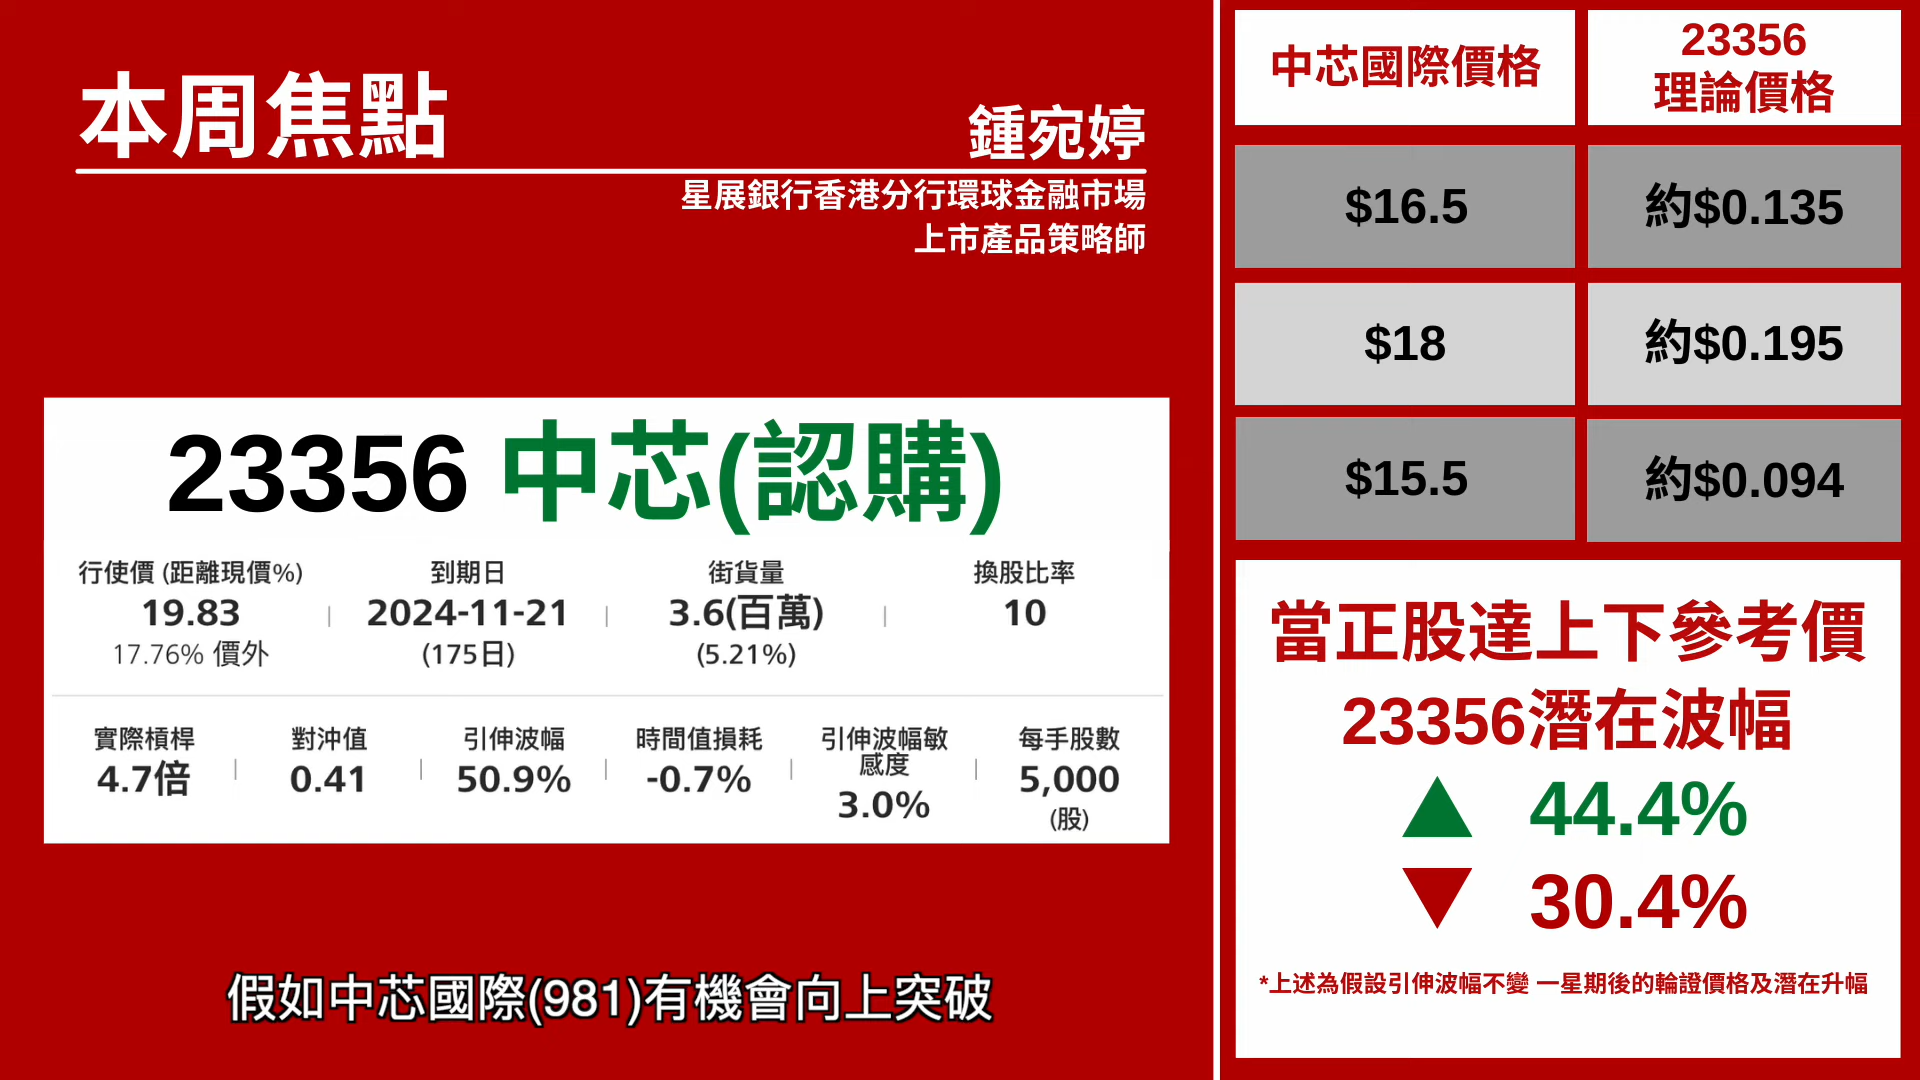 本周焦點
鍾宛婷
星展銀行香港分行環球金融市場
上市產品策略師
23356 中芯(認購)
行使價 (距離現價%)
19.83
17.76% 價外
到期日
2024-11-21
(175日)
街貨量
3.6(百萬)
(5.21%)
換股比率
10
實際槓桿
4.7倍
對沖值
0.41
引伸波幅
50.9%
時間值損耗
-0.7%
引伸波幅敏
感度
3.0%
每手股數
5,000
(股)
假如中芯國際(981)有機會向上突破
中芯國際價格
23356
理論價格
$16.5
約$0.135
$18
約$0.195
$15.5
約$0.094
當正股達上下參考價
23356潛在波幅
44.4%
30.4%
*上述為假設引伸波幅不變 一星期後的輪證價格及潛在升幅